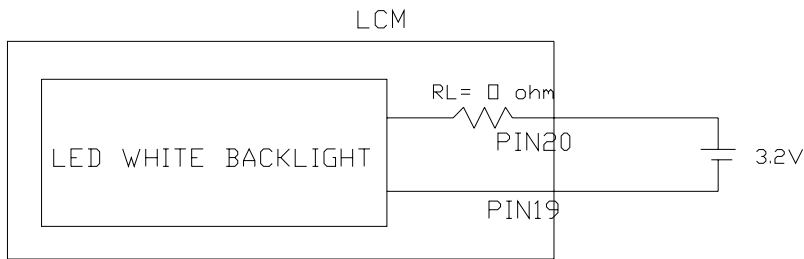 LCM
RL= 0 ohm
PIN20
LED WHITE BACKLIGHT
3.2V
PIN19